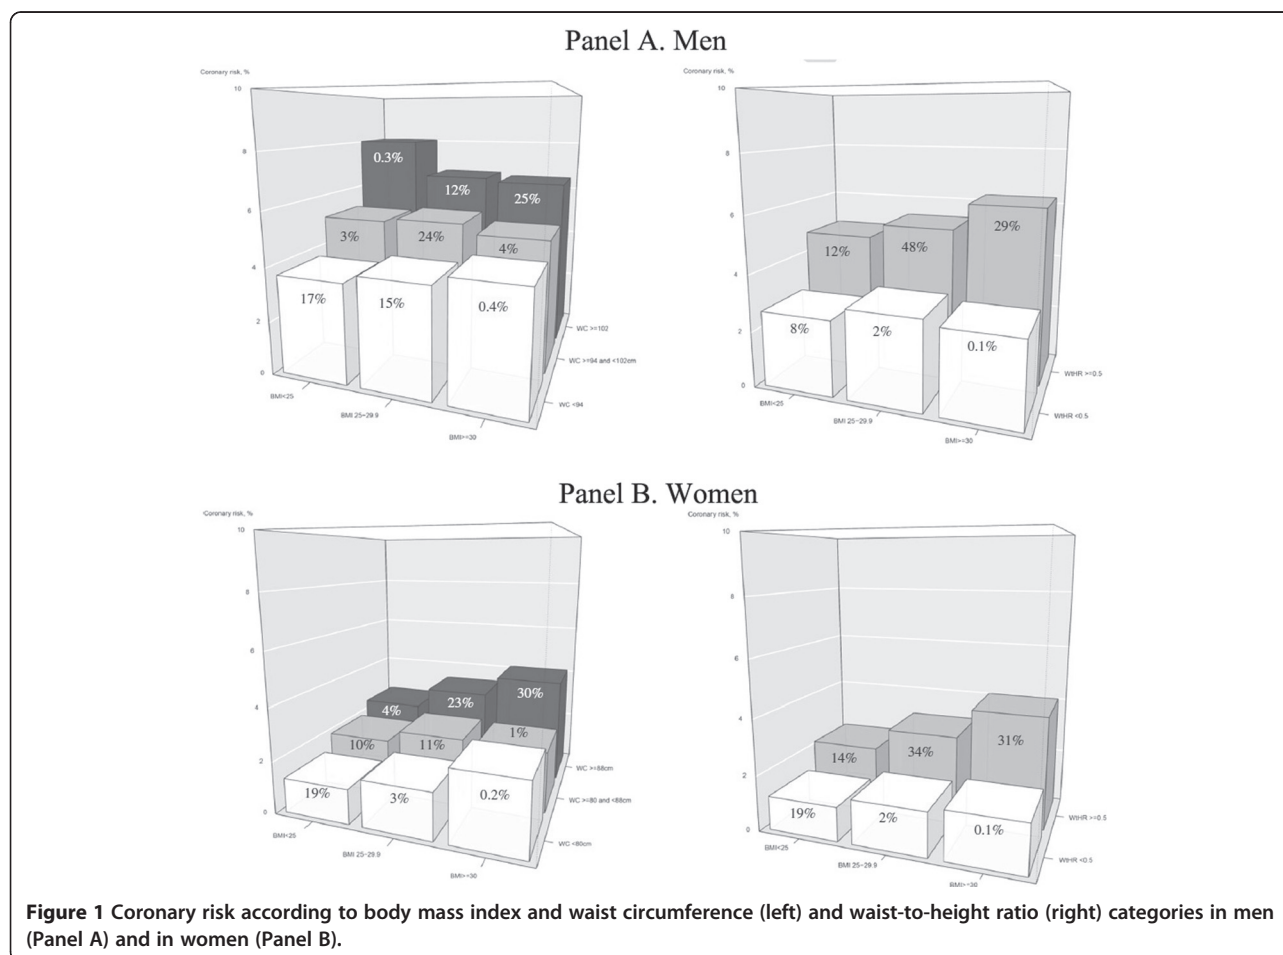 Panel A. Men
Coronary risk, %
10
8
6
4
2
0
0.3%
12%
25%
3%
24%
4%
17%
15%
0.4%
WC >=102
WC >=94 and <102cm
WC <94
BMI<25
BMI 25-29.9
BMI>=30
Coronary risk, %
10
8
6
4
2
0
12%
48%
29%
8%
2%
0.1%
WtHR >=0.5
WtHR <0.5
BMI<25
BMI 25-29.9
BMI>=30
Panel B. Women
Coronary risk, %
10
8
6
4
2
0
4%
23%
30%
10%
11%
1%
19%
3%
0.2%
WC >=88cm
WC >=80 and <88cm
WC <80cm
BMI<25
BMI 25-29.9
BMI>=30
Coronary risk, %
10
8
6
4
2
0
14%
34%
31%
19%
2%
0.1%
WtHR >=0.5
WtHR <0.5
BMI<25
BMI 25-29.9
BMI>=30
Figure 1 Coronary risk according to body mass index and waist circumference (left) and waist-to-height ratio (right) categories in men
(Panel A) and in women (Panel B).